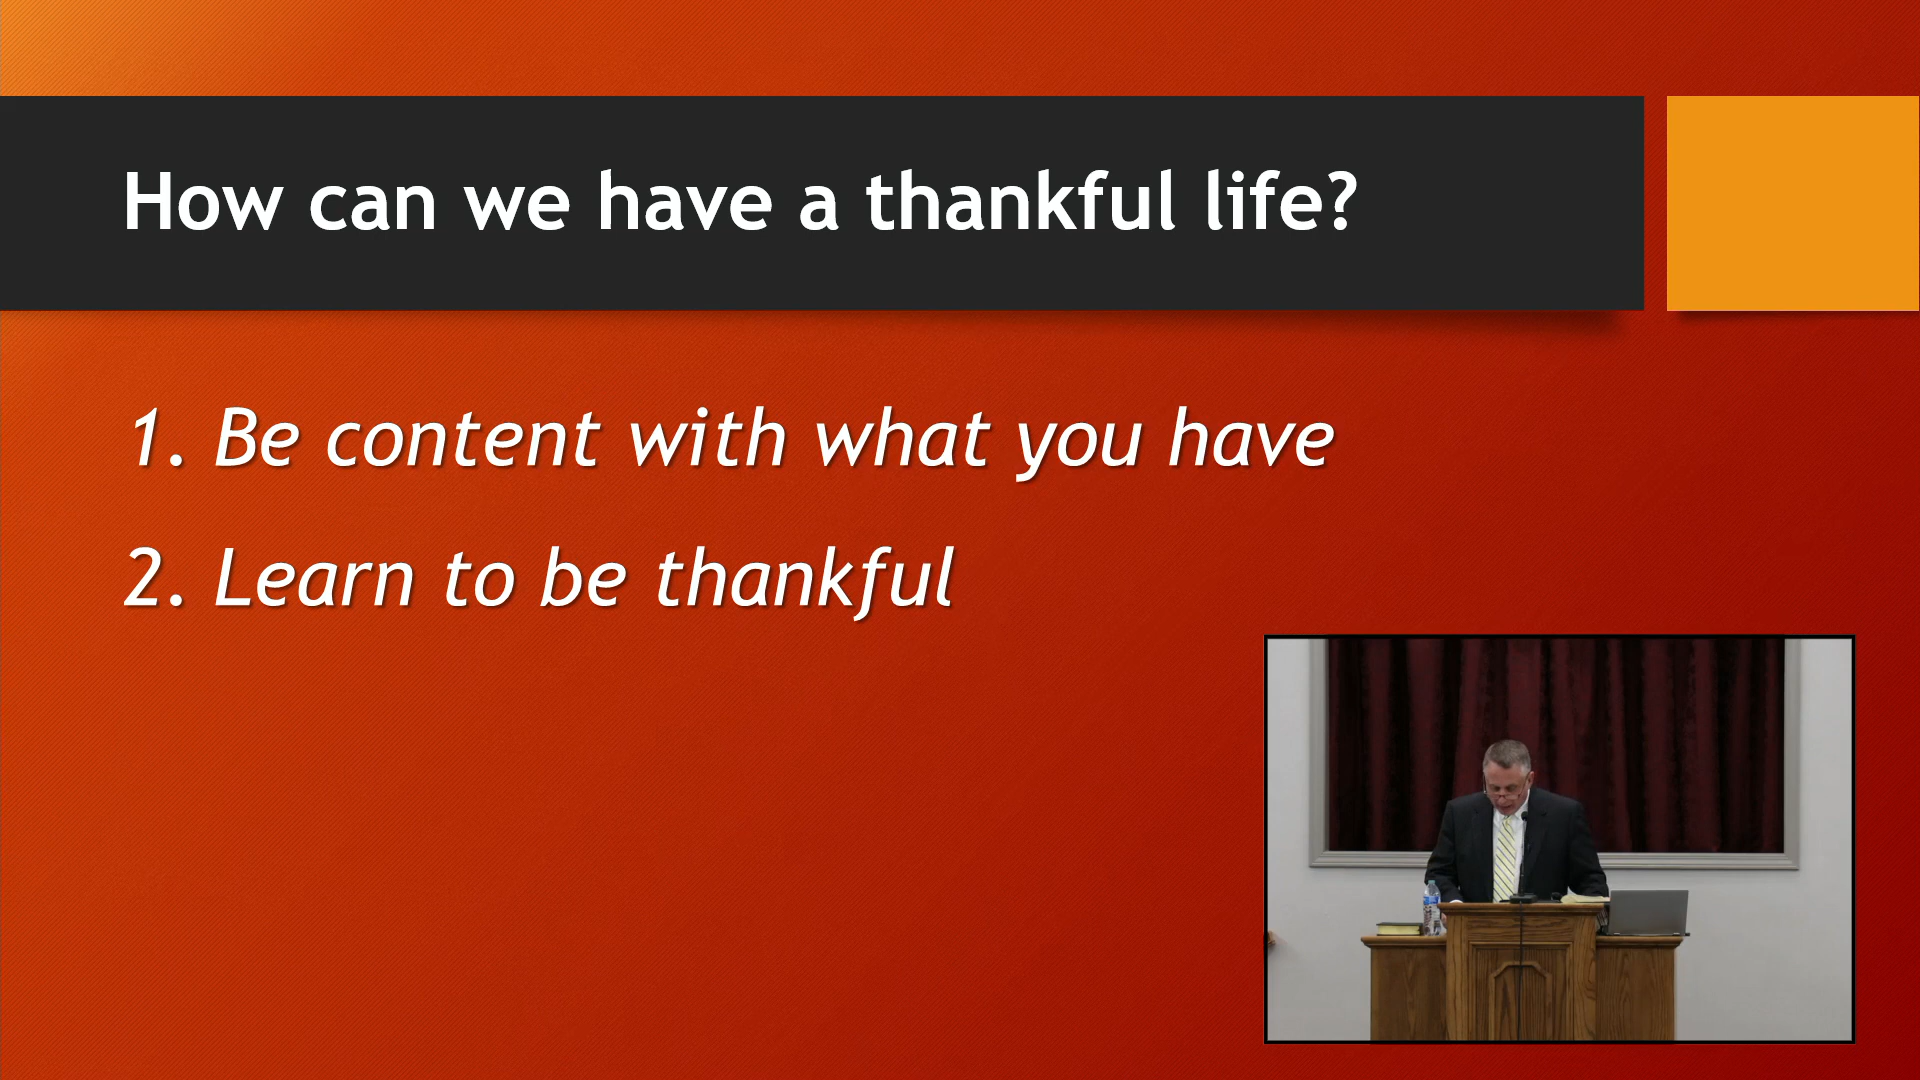 How can we have a thankful life?
1. Be content with what you have
2. Learn to be thankful